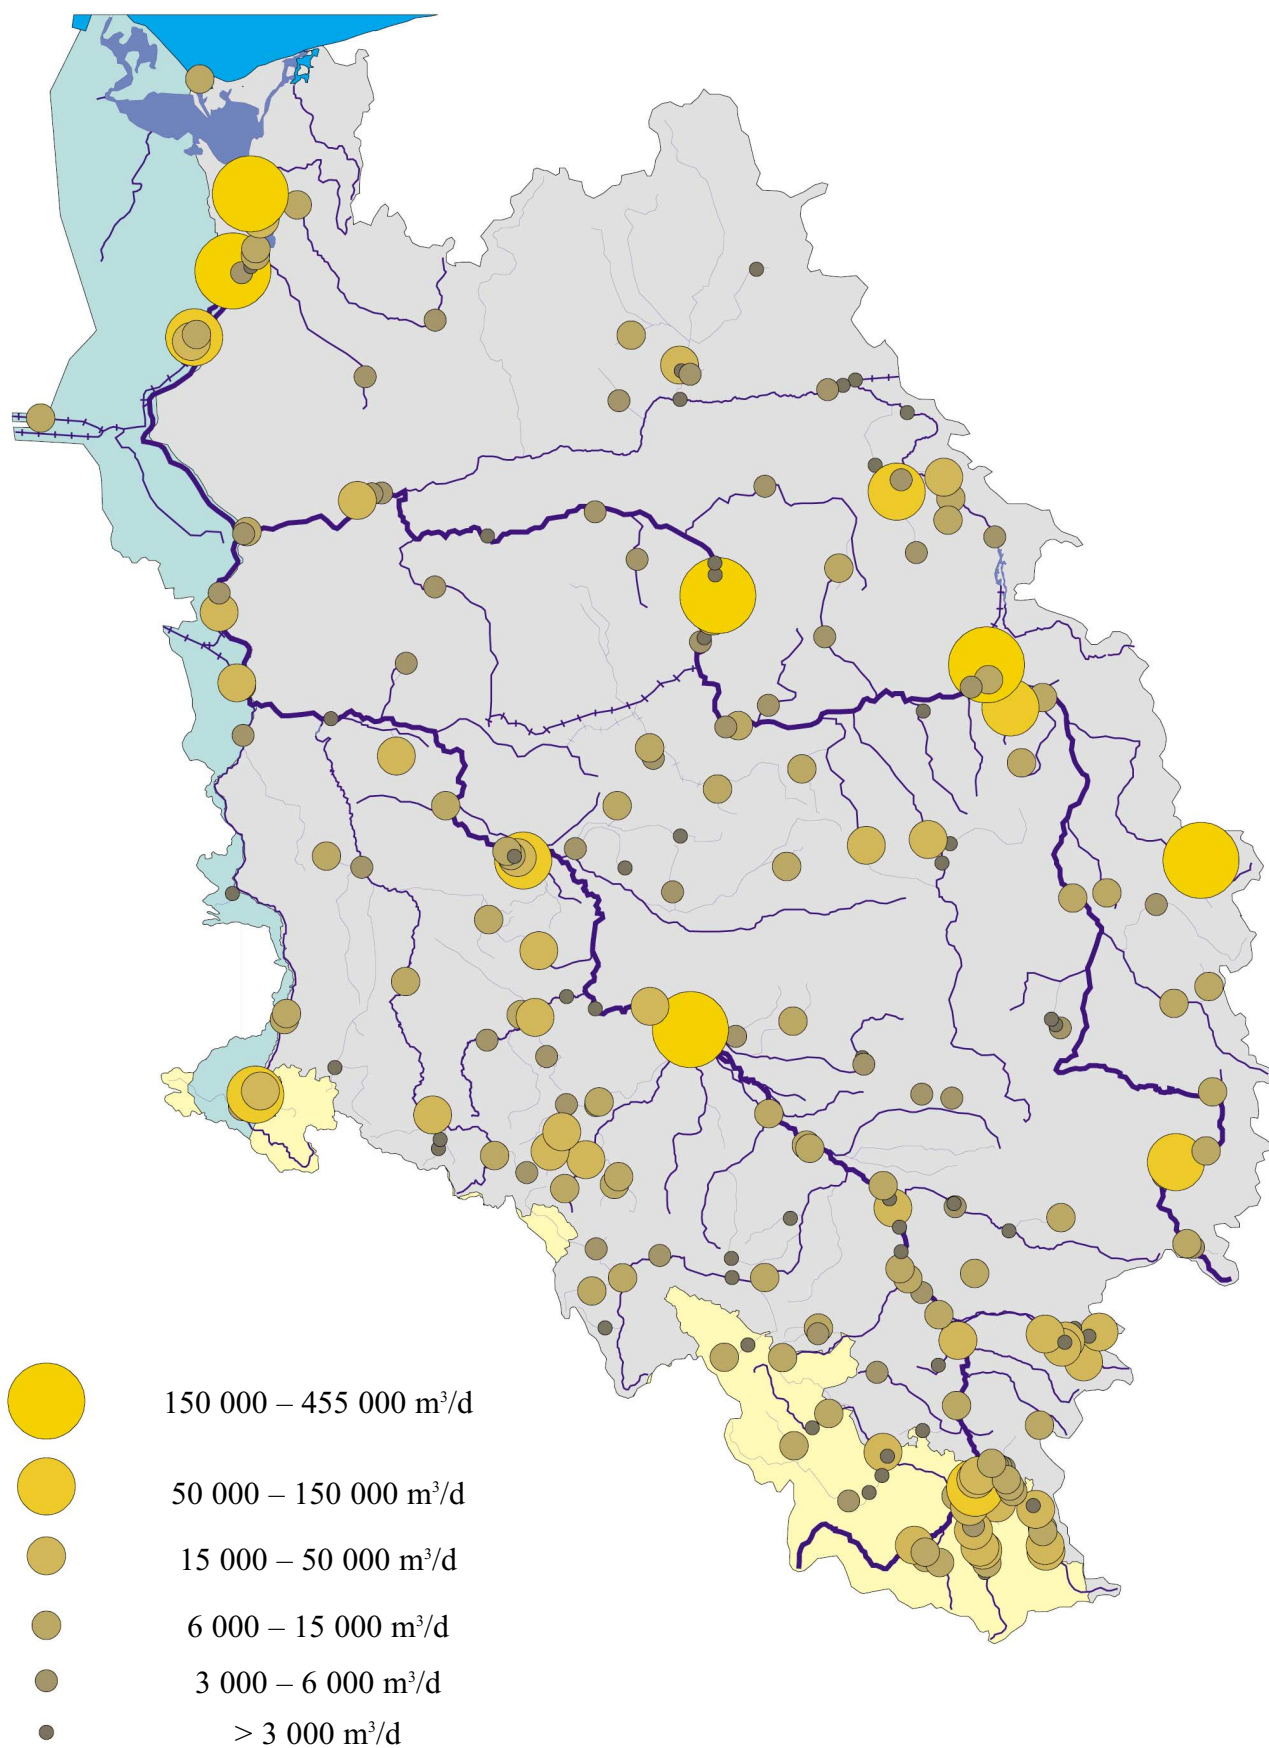 150 000 – 455 000 m³/d
50 000 – 150 000 m³/d
15 000 – 50 000 m³/d
6 000 – 15 000 m³/d
3 000 – 6 000 m³/d
> 3 000 m³/d